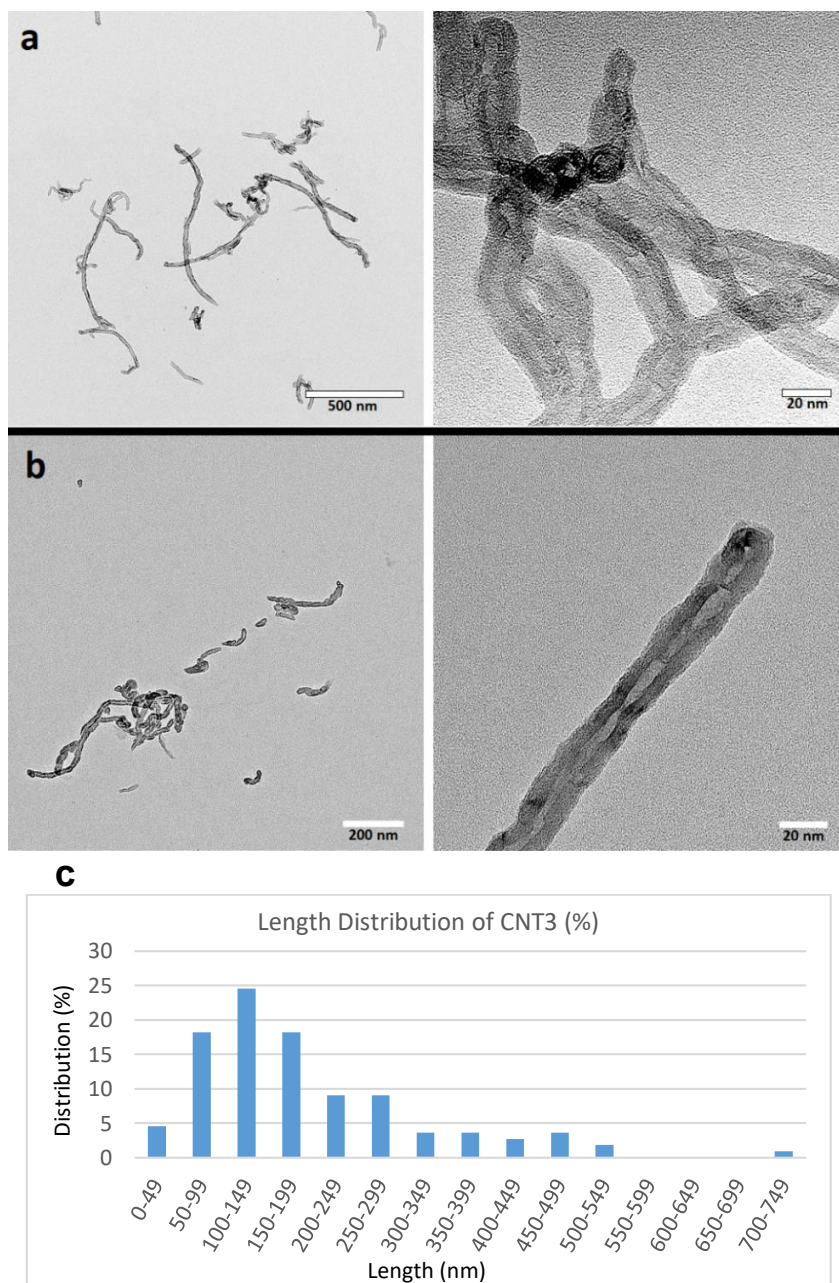 a
500 nm
20 nm
b
200 nm
20 nm
c
Length Distribution of CNT3 (%)
30
25
20
15
10
5
0
Distribution (%)
0-49
50-99
100-149
150-199
200-249
250-299
300-349
350-399
400-449
450-499
500-549
550-599
600-649
650-699
700-749
Length (nm)